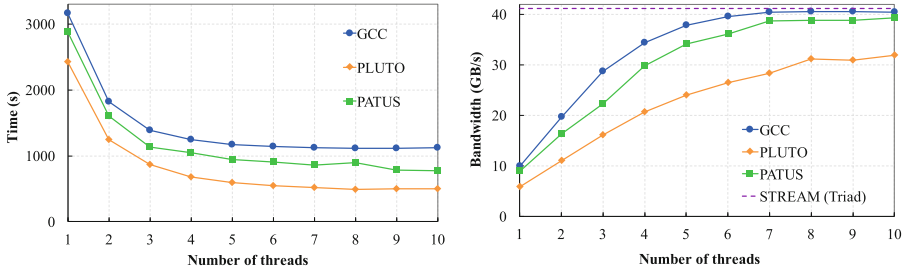 3000
2000
1000
0
Time (s)
GCC
PLUTO
PATUS
1 2 3 4 5 6 7 8 9 10
Number of threads
40
30
20
10
0
Bandwidth (GB/s)
GCC
PLUTO
PATUS
STREAM (Triad)
1 2 3 4 5 6 7 8 9 10
Number of threads